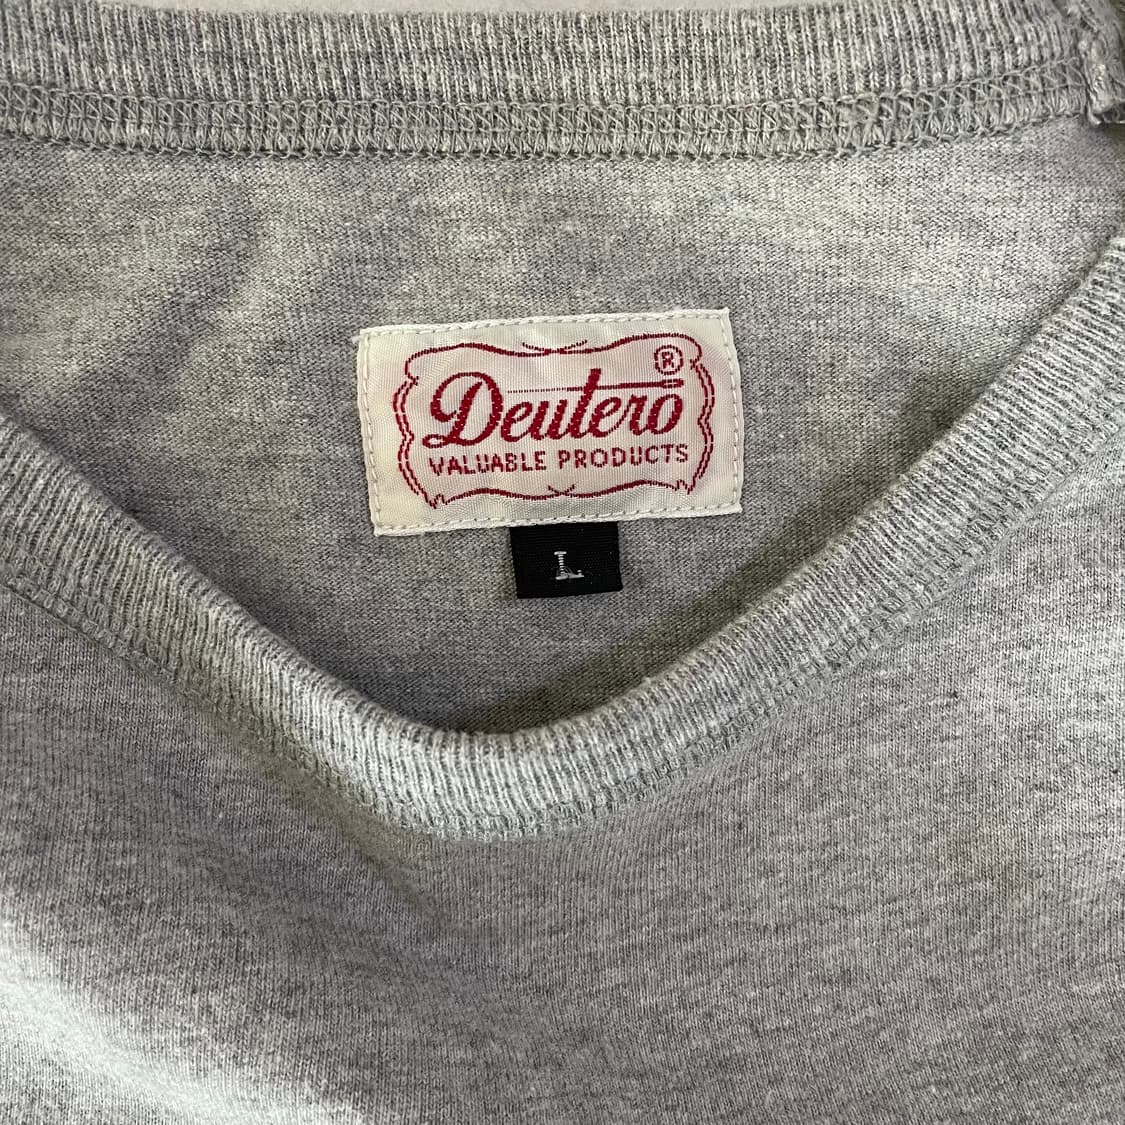 Deutero ®
VALUABLE PRODUCTS
L